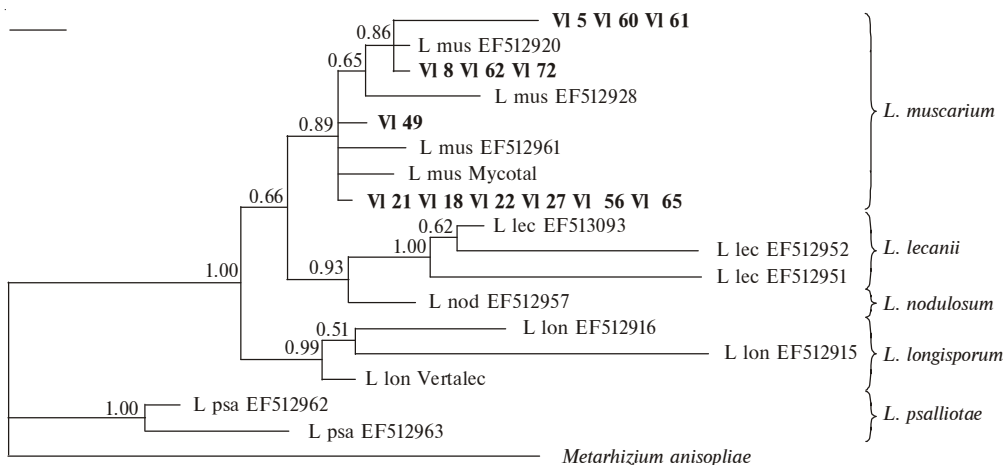 Vl 5 Vl 60 Vl 61
0.86
L mus EF512920
0.65
Vl 8 Vl 62 Vl 72
L mus EF512928
L. muscarium
0.89
Vl 49
L mus EF512961
L mus Mycotal
0.66
Vl 21 Vl 18 Vl 22 Vl 27 Vl 56 Vl 65
0.62
L lec EF513093
1.00
L lec EF512952
L. lecanii
0.93
1.00
L lec EF512951
L nod EF512957
L. nodulosum
0.51
L lon EF512916
0.99
L lon EF512915
L. longisporum
L lon Vertalec
1.00
L psa EF512962
L. psalliotae
L psa EF512963
Metarhizium anisopliae